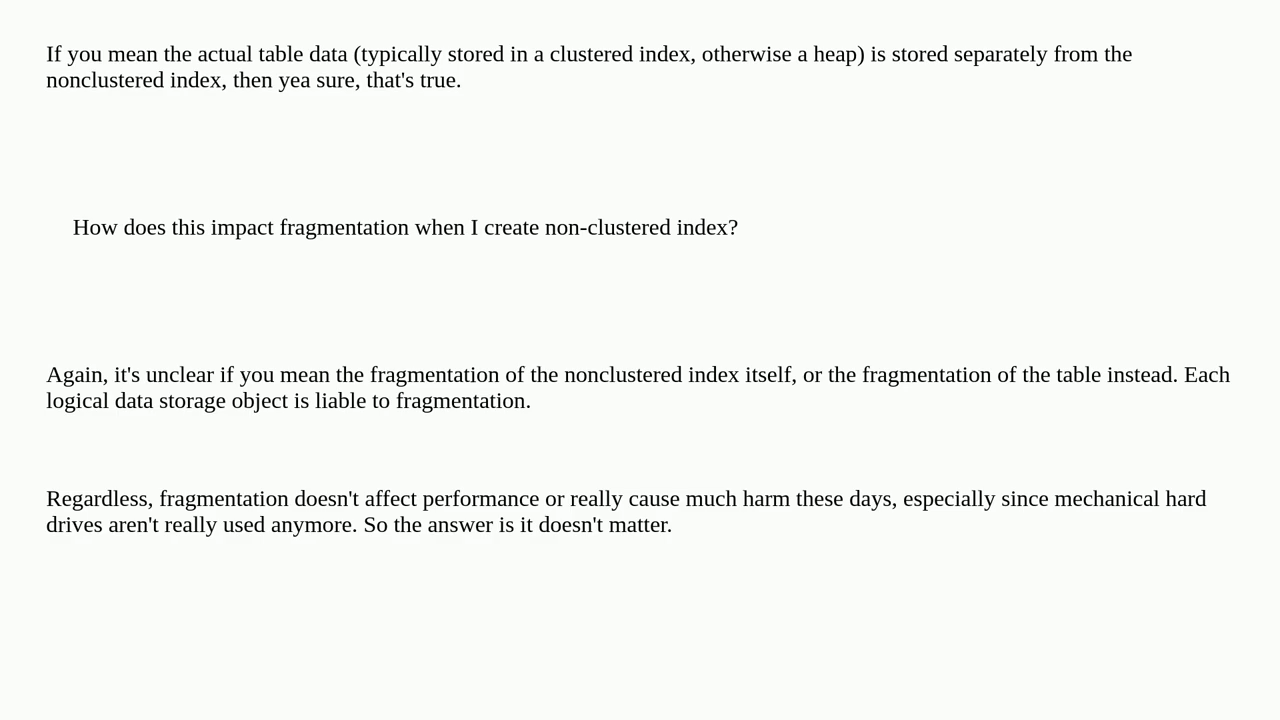 If you mean the actual table data (typically stored in a clustered index, otherwise a heap) is stored separately from the
nonclustered index, then yea sure, that's true.
How does this impact fragmentation when I create non-clustered index?
Again, it's unclear if you mean the fragmentation of the nonclustered index itself, or the fragmentation of the table instead. Each
logical data storage object is liable to fragmentation.
Regardless, fragmentation doesn't affect performance or really cause much harm these days, especially since mechanical hard
drives aren't really used anymore. So the answer is it doesn't matter.